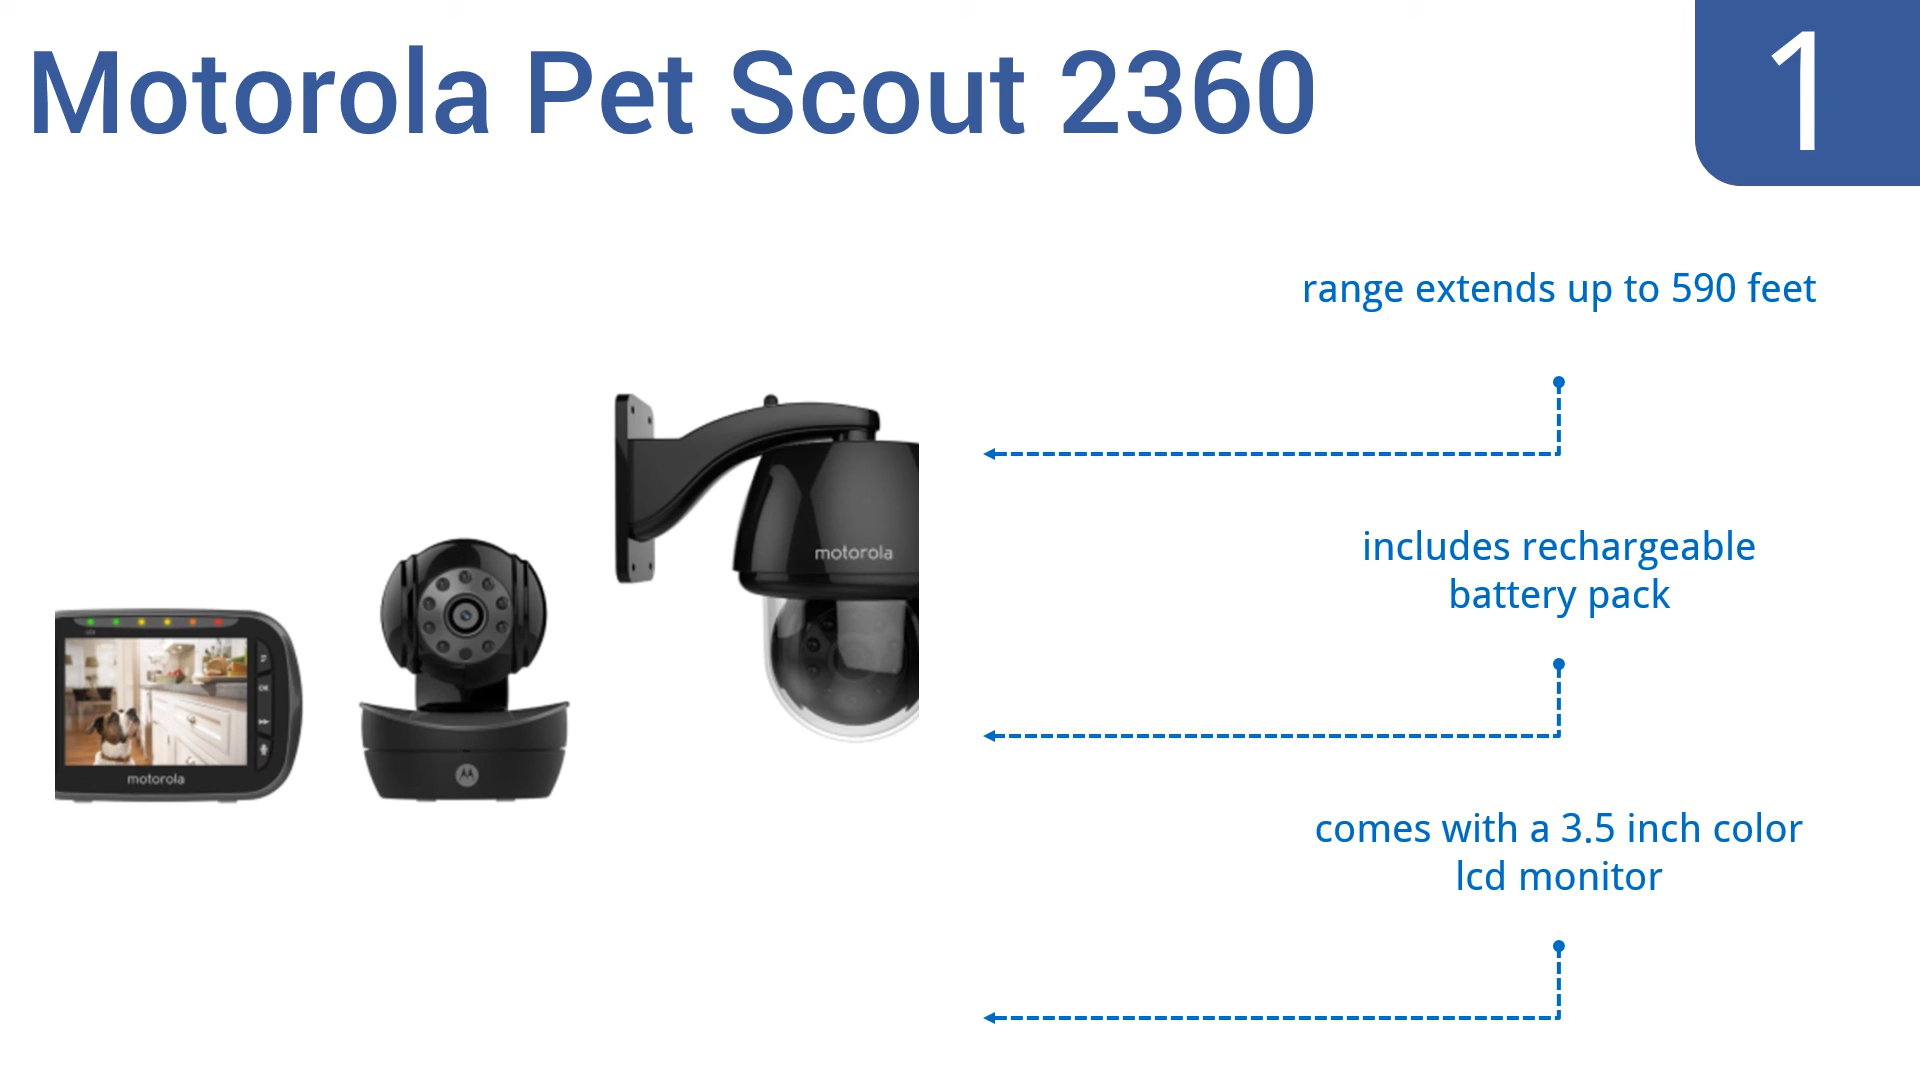 Motorola Pet Scout 2360
1
range extends up to 590 feet
includes rechargeable
battery pack
comes with a 3.5 inch color
lcd monitor
motorola
OK
motorola